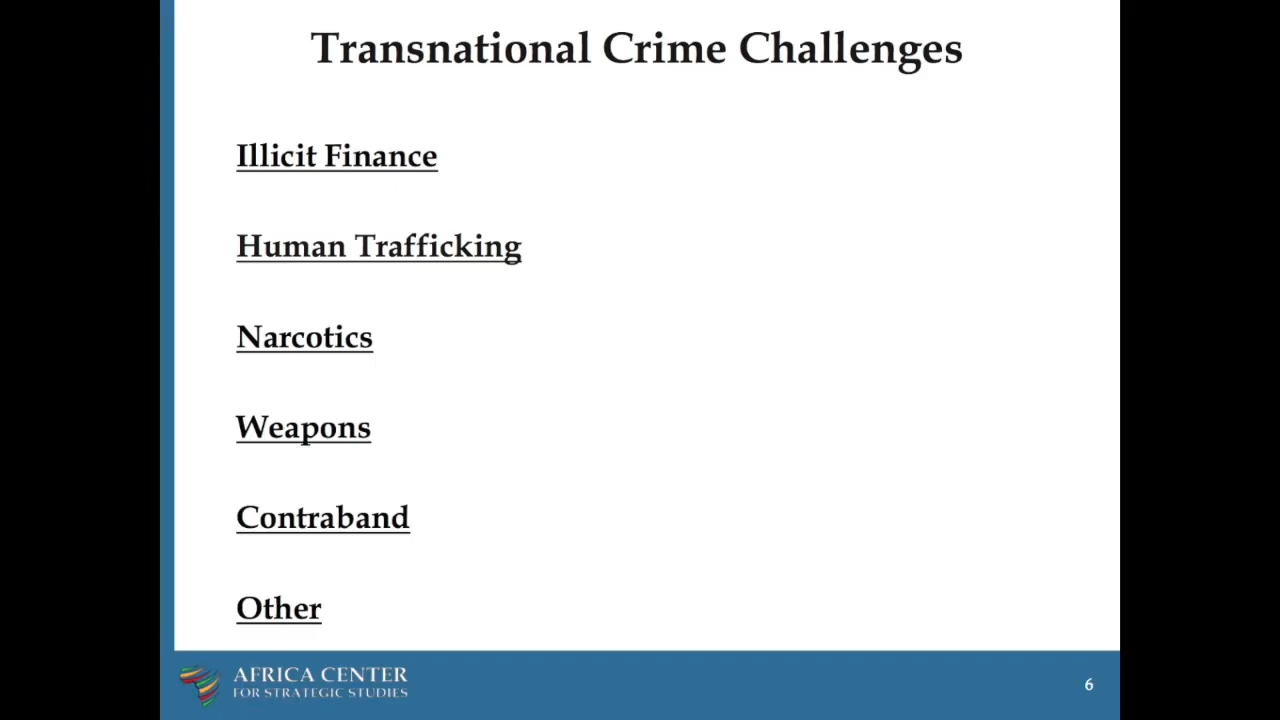 Transnational Crime Challenges
Illicit Finance
Human Trafficking
Narcotics
Weapons
Contraband
Other
AFRICA CENTER
FOR STRATEGIC STUDIES
6